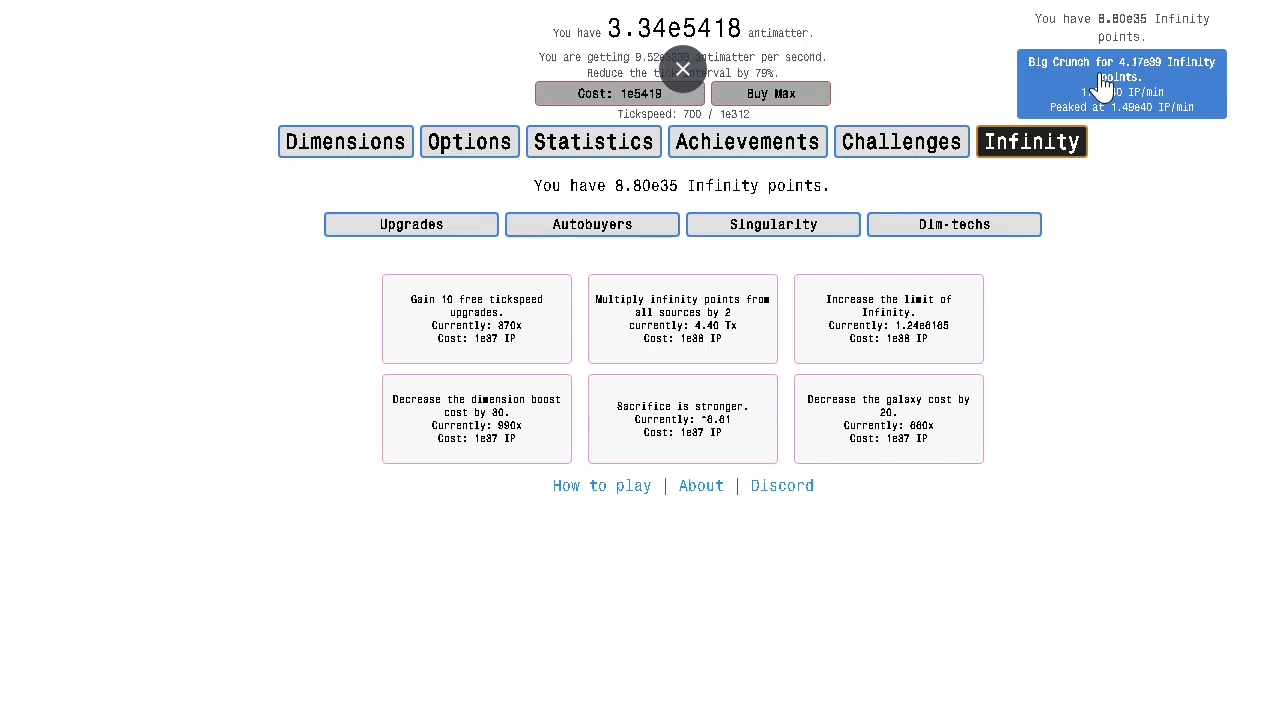 You have 3.34e5418 antimatter.
You have 8.80e35 Infinity points.
You are getting antimatter per second.
Reduce the interval by 79%.
Big Crunch for 4.17e39 Infinity points.
IP/min
Peaked at 1.49e40 IP/min
Cost: 1e5419
Buy Max
Tickspeed: 700 / 1e312
Dimensions
Options
Statistics
Achievements
Challenges
Infinity
You have 8.80e35 Infinity points.
Upgrades
Autobuyers
Singularity
Dim-techs
Gain 10 free tickspeed
upgrades.
Currently: 370x
Cost: 1e37 IP
Multiply infinity points from
all sources by 2
currently: 4.40 Tx
Cost: 1e38 IP
Increase the limit of
Infinity.
Currently: 1.24e6165
Cost: 1e38 IP
Decrease the dimension boost
cost by 30.
Currently: 990x
Cost: 1e37 IP
Sacrifice is stronger.
Currently: ^6.61
Cost: 1e37 IP
Decrease the galaxy cost by
20.
Currently: 660x
Cost: 1e37 IP
How to play | About | Discord